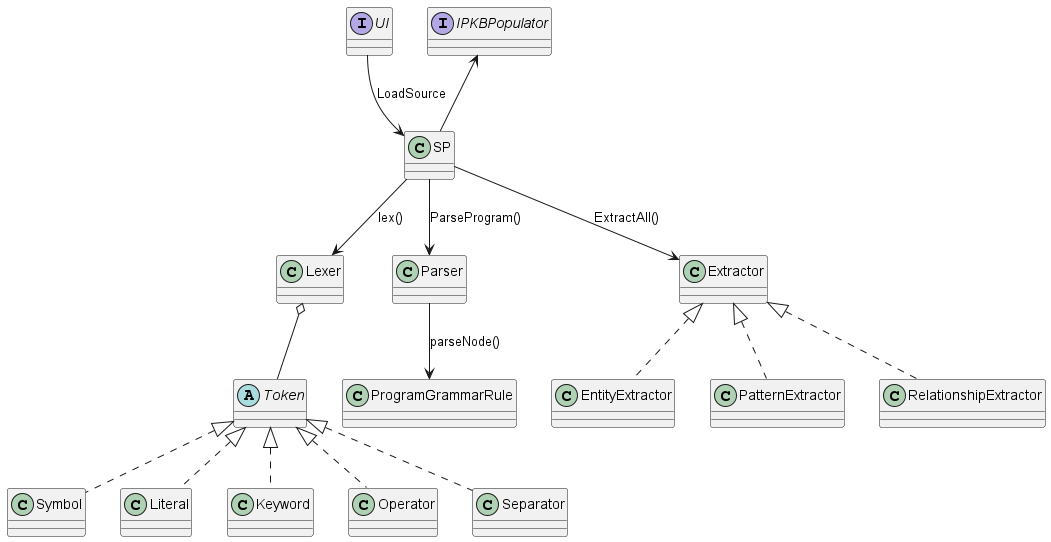 I UI
I IPKBPopulator
LoadSource
C SP
lex()
ParseProgram()
ExtractAll()
C Lexer
C Parser
C Extractor
parseNode()
A Token
C ProgramGrammarRule
C EntityExtractor
C PatternExtractor
C RelationshipExtractor
C Symbol
C Literal
C Keyword
C Operator
C Separator